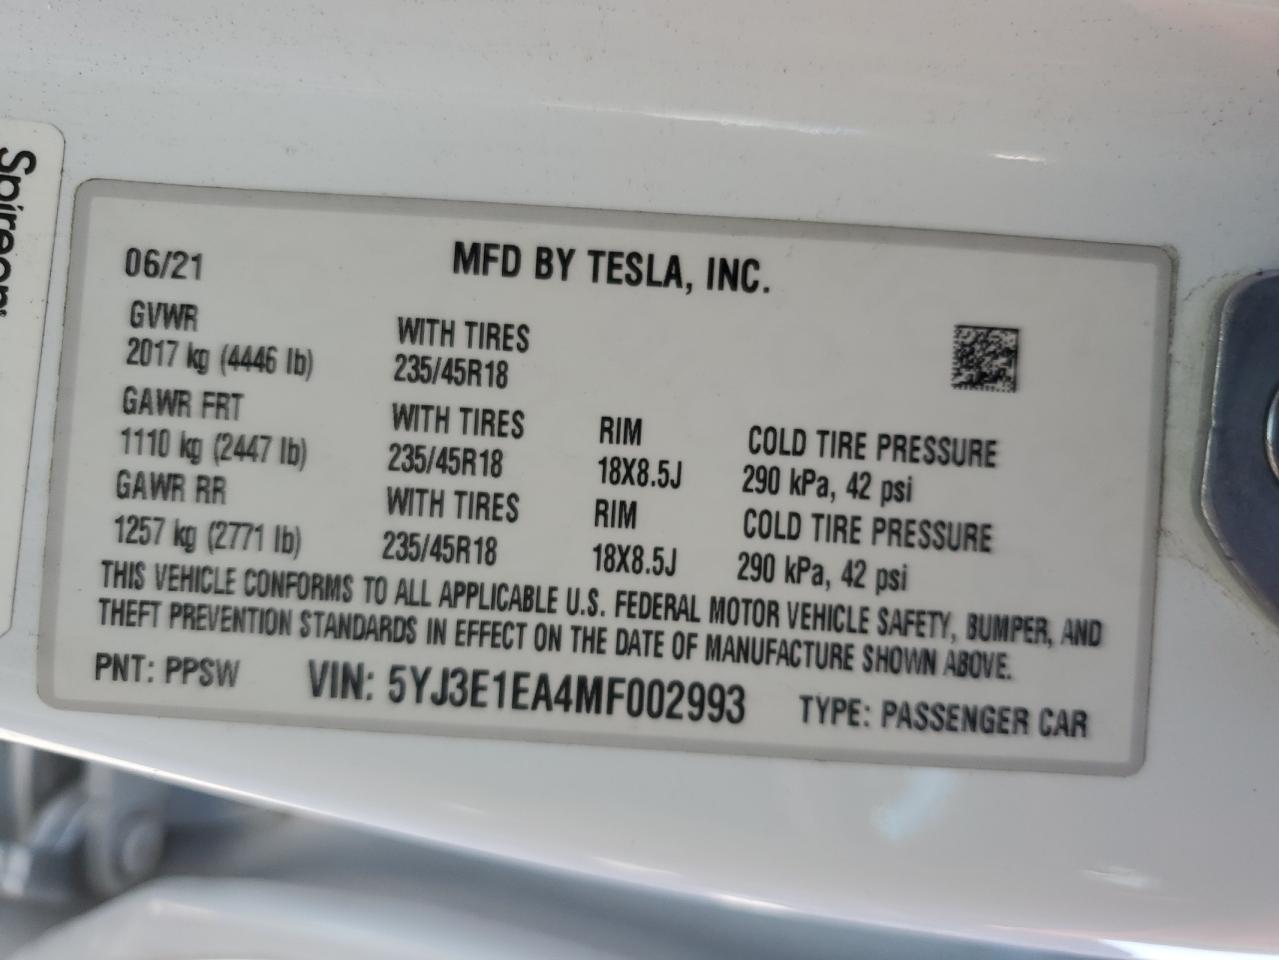 Spireon
06/21 MFD BY TESLA, INC.
GVWR WITH TIRES
2017 kg (4446 lb) 235/45R18
GAWR FRT WITH TIRES RIM COLD TIRE PRESSURE
1110 kg (2447 lb) 235/45R18 18X8.5J 290 kPa, 42 psi
GAWR RR WITH TIRES RIM COLD TIRE PRESSURE
1257 kg (2771 lb) 235/45R18 18X8.5J 290 kPa, 42 psi
THIS VEHICLE CONFORMS TO ALL APPLICABLE U.S. FEDERAL MOTOR VEHICLE SAFETY, BUMPER, AND
THEFT PREVENTION STANDARDS IN EFFECT ON THE DATE OF MANUFACTURE SHOWN ABOVE.
PNT: PPSW VIN: 5YJ3E1EA4MF002993 TYPE: PASSENGER CAR